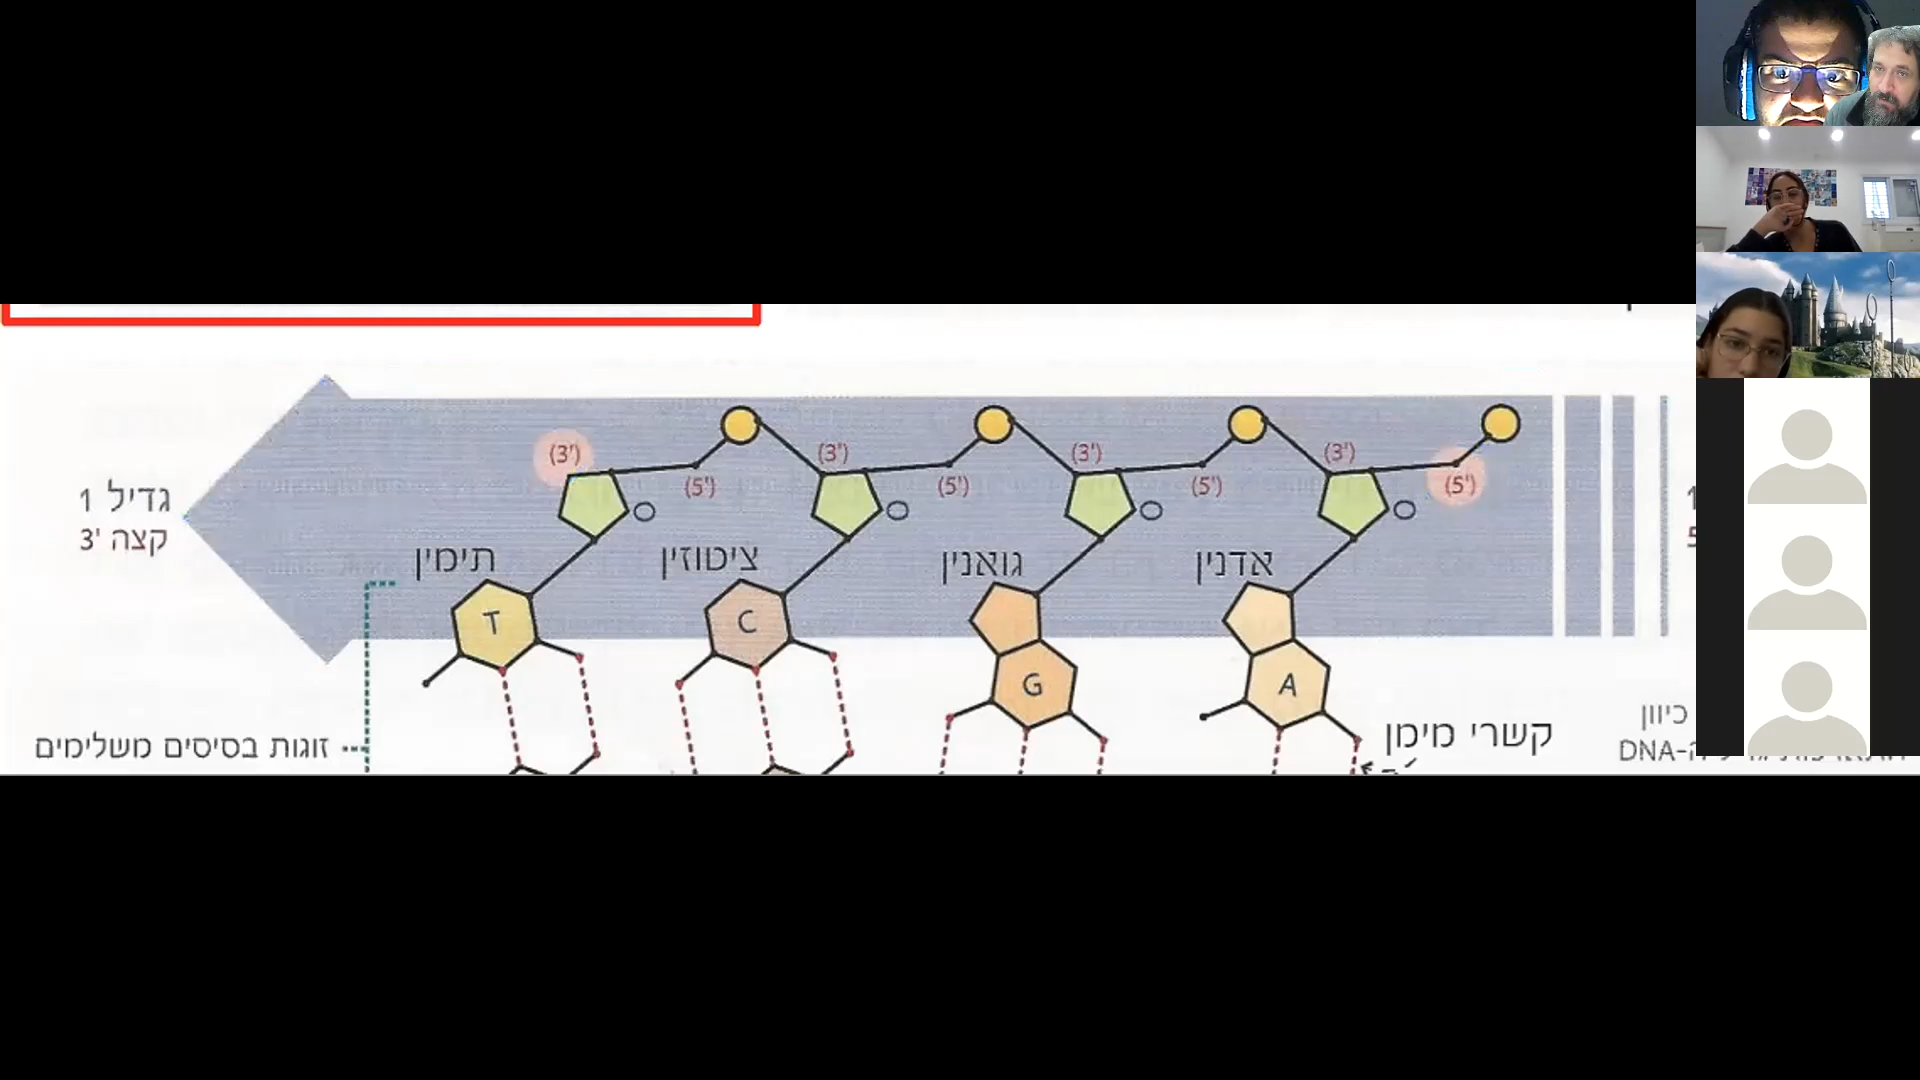 (3') (3') (3') (3')
(5') (5') (5') (5')
O O O O
גדיל 1
קצה '3
תימין ציטוזין גואנין אדנין
T C G A
קשרי מימן
כיוון
זוגות בסיסים משלימים